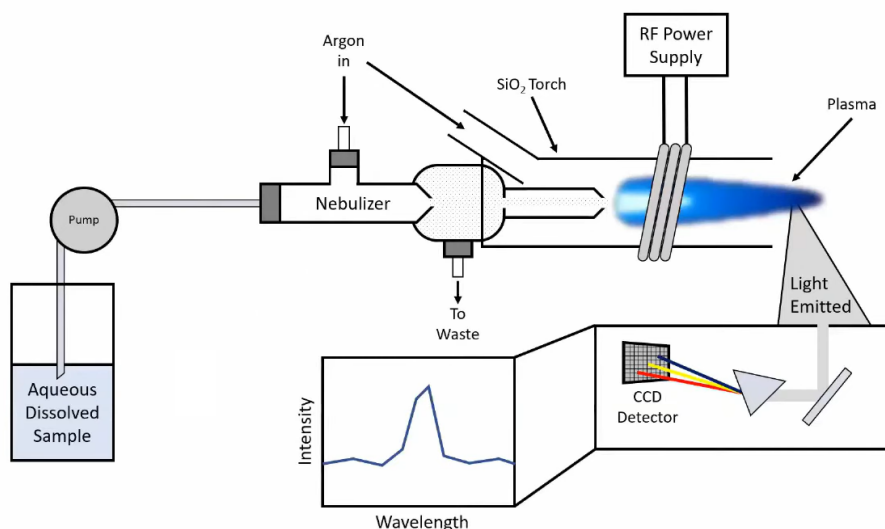 RF Power
Supply
Argon
in
SiO₂ Torch
Plasma
Nebulizer
Pump
Light
Emitted
To
Waste
Aqueous
Dissolved
Sample
CCD
Detector
Intensity
Wavelength